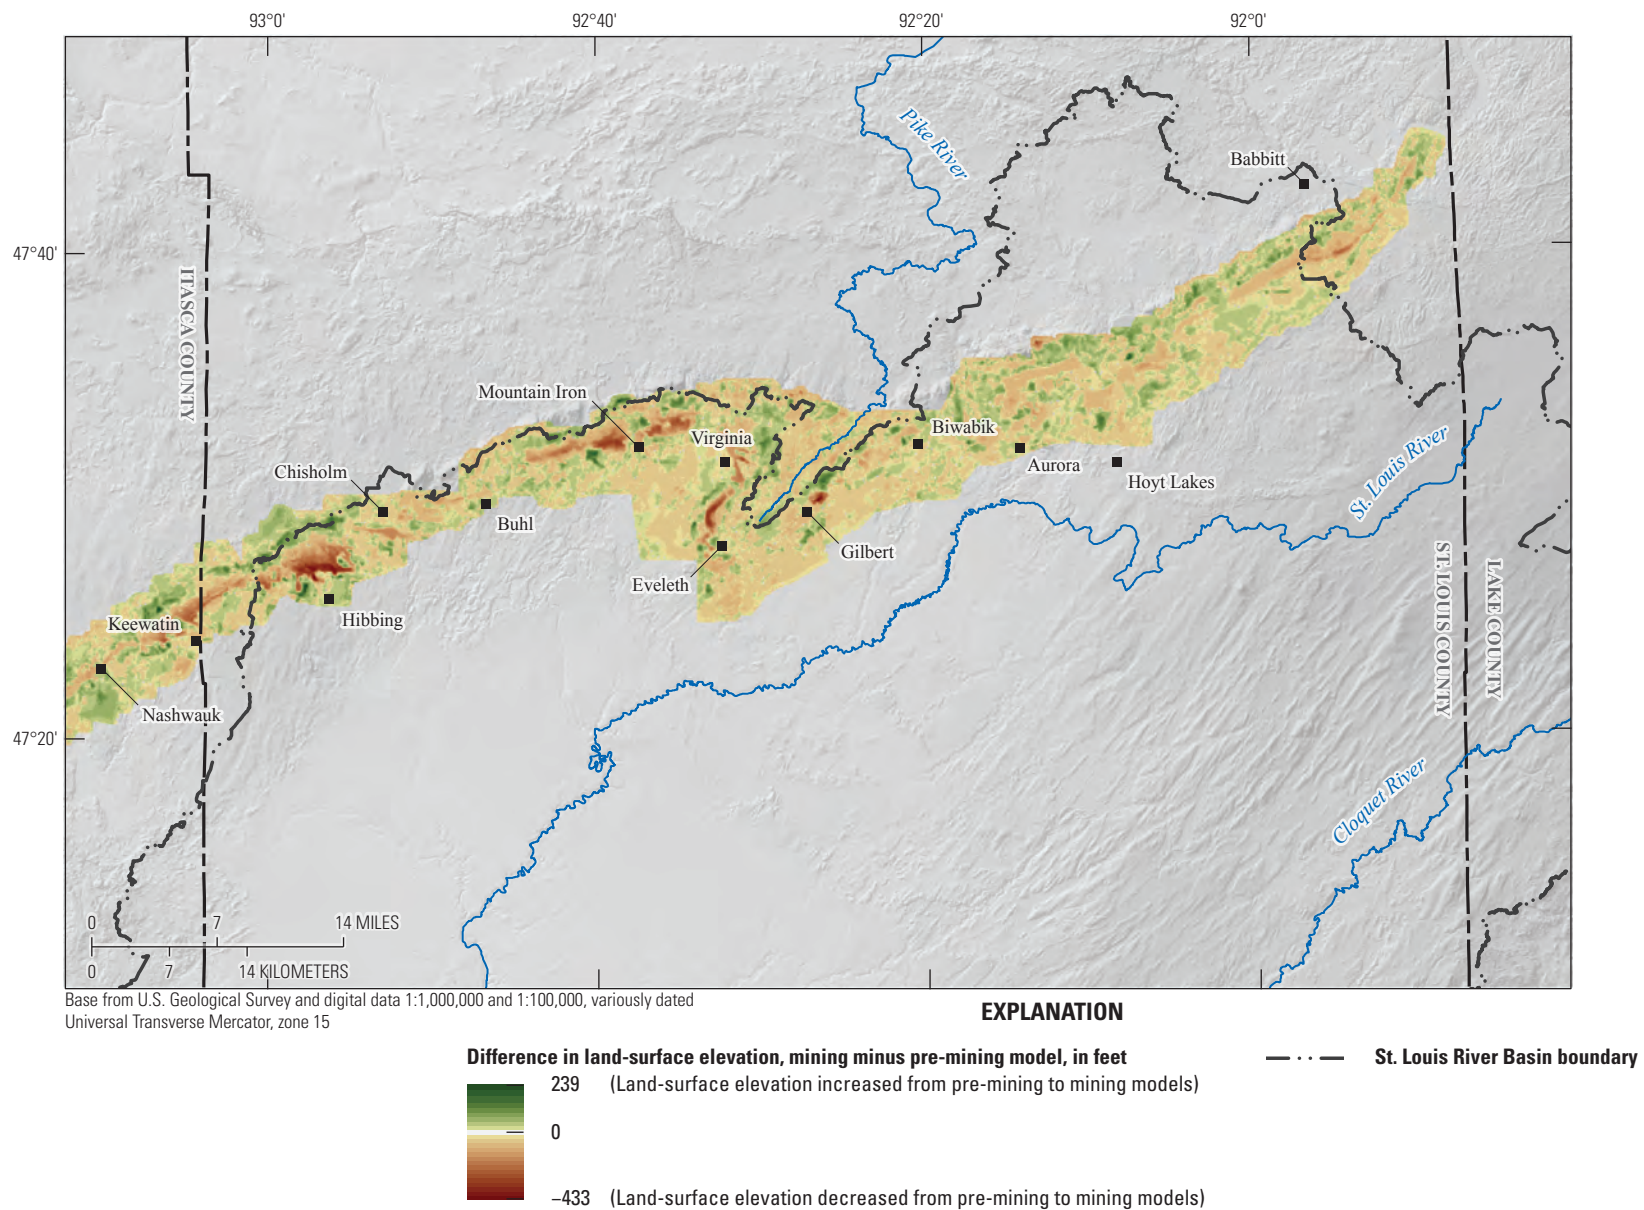 93°0'
92°40'
92°20'
92°0'
Pike River
Babbitt
47°40'
ITASCA COUNTY
Mountain Iron
Virginia
Biwabik
Chisholm
Aurora
Hoyt Lakes
St. Louis River
Buhl
Gilbert
Eveleth
ST. LOUIS COUNTY
LAKE COUNTY
Keewatin
Hibbing
Nashwauk
47°20'
Cloquet River
0 7 14 MILES
0 7 14 KILOMETERS
Base from U.S. Geological Survey and digital data 1:1,000,000 and 1:100,000, variously dated
Universal Transverse Mercator, zone 15
EXPLANATION
Difference in land-surface elevation, mining minus pre-mining model, in feet
239 (Land-surface elevation increased from pre-mining to mining models)
0
−433 (Land-surface elevation decreased from pre-mining to mining models)
St. Louis River Basin boundary